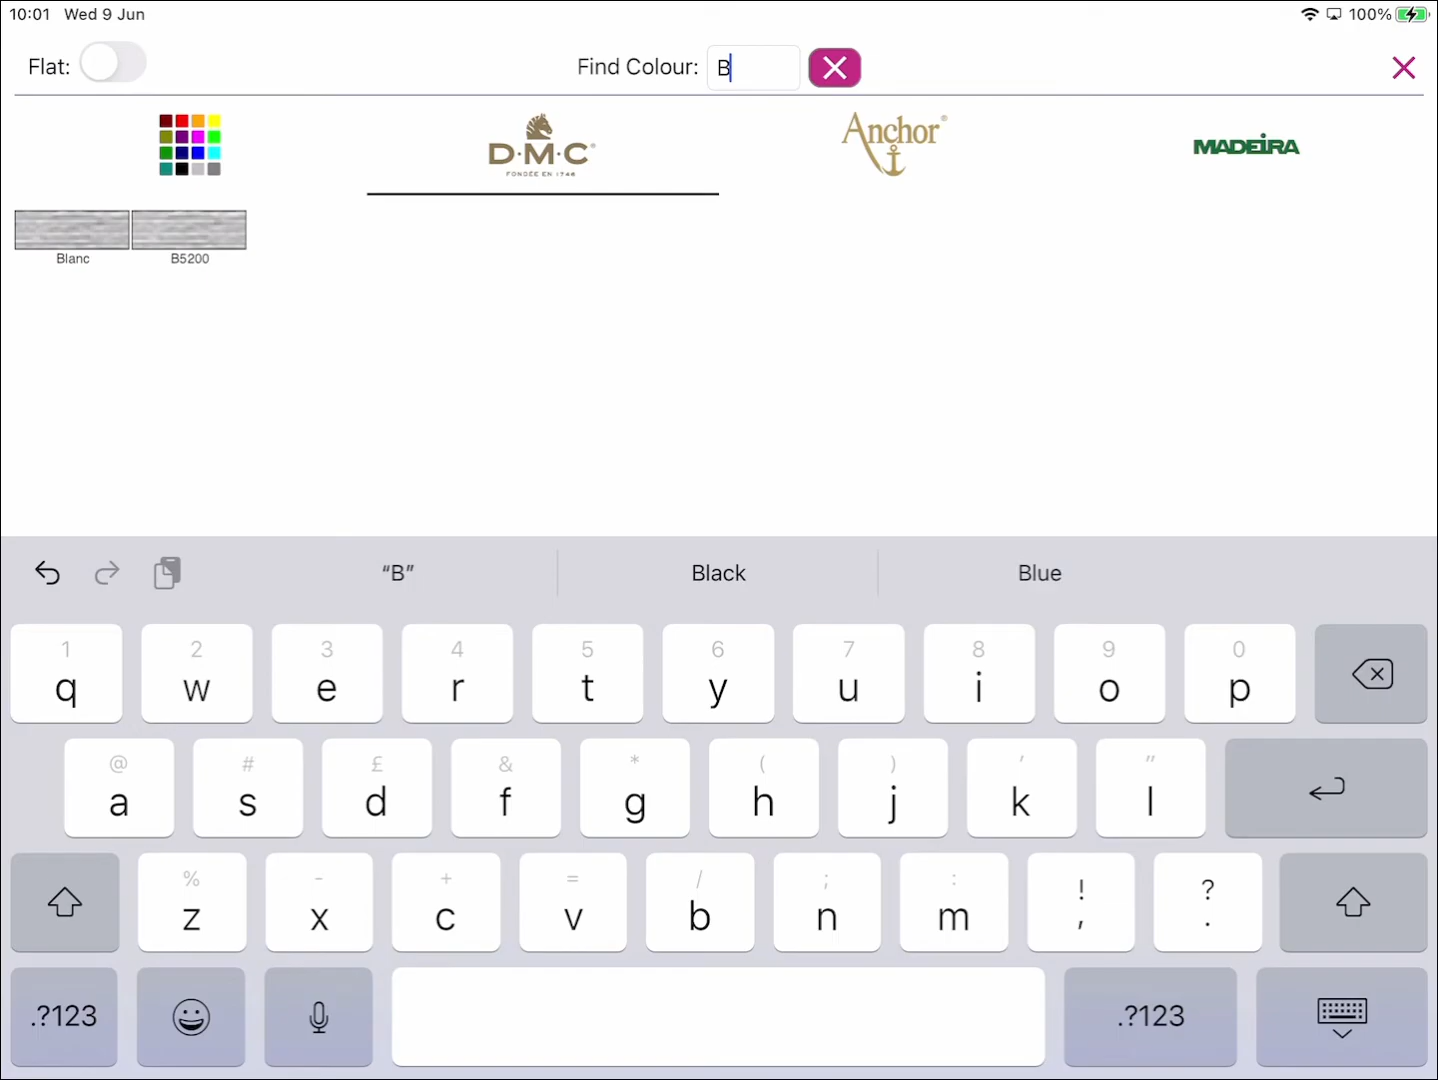 10:01 Wed 9 Jun
100%
Flat:
Find Colour: B
D·M·C®
FONDÉE EN 1746
Anchor®
MADEIRA
Blanc
B5200
“B” Black Blue
1 2 3 4 5 6 7 8 9 0
q w e r t y u i o p
@ # £ & * ( ) ' "
a s d f g h j k l
% - + = / ; : ! ?
z x c v b n m , .
.?123 .?123